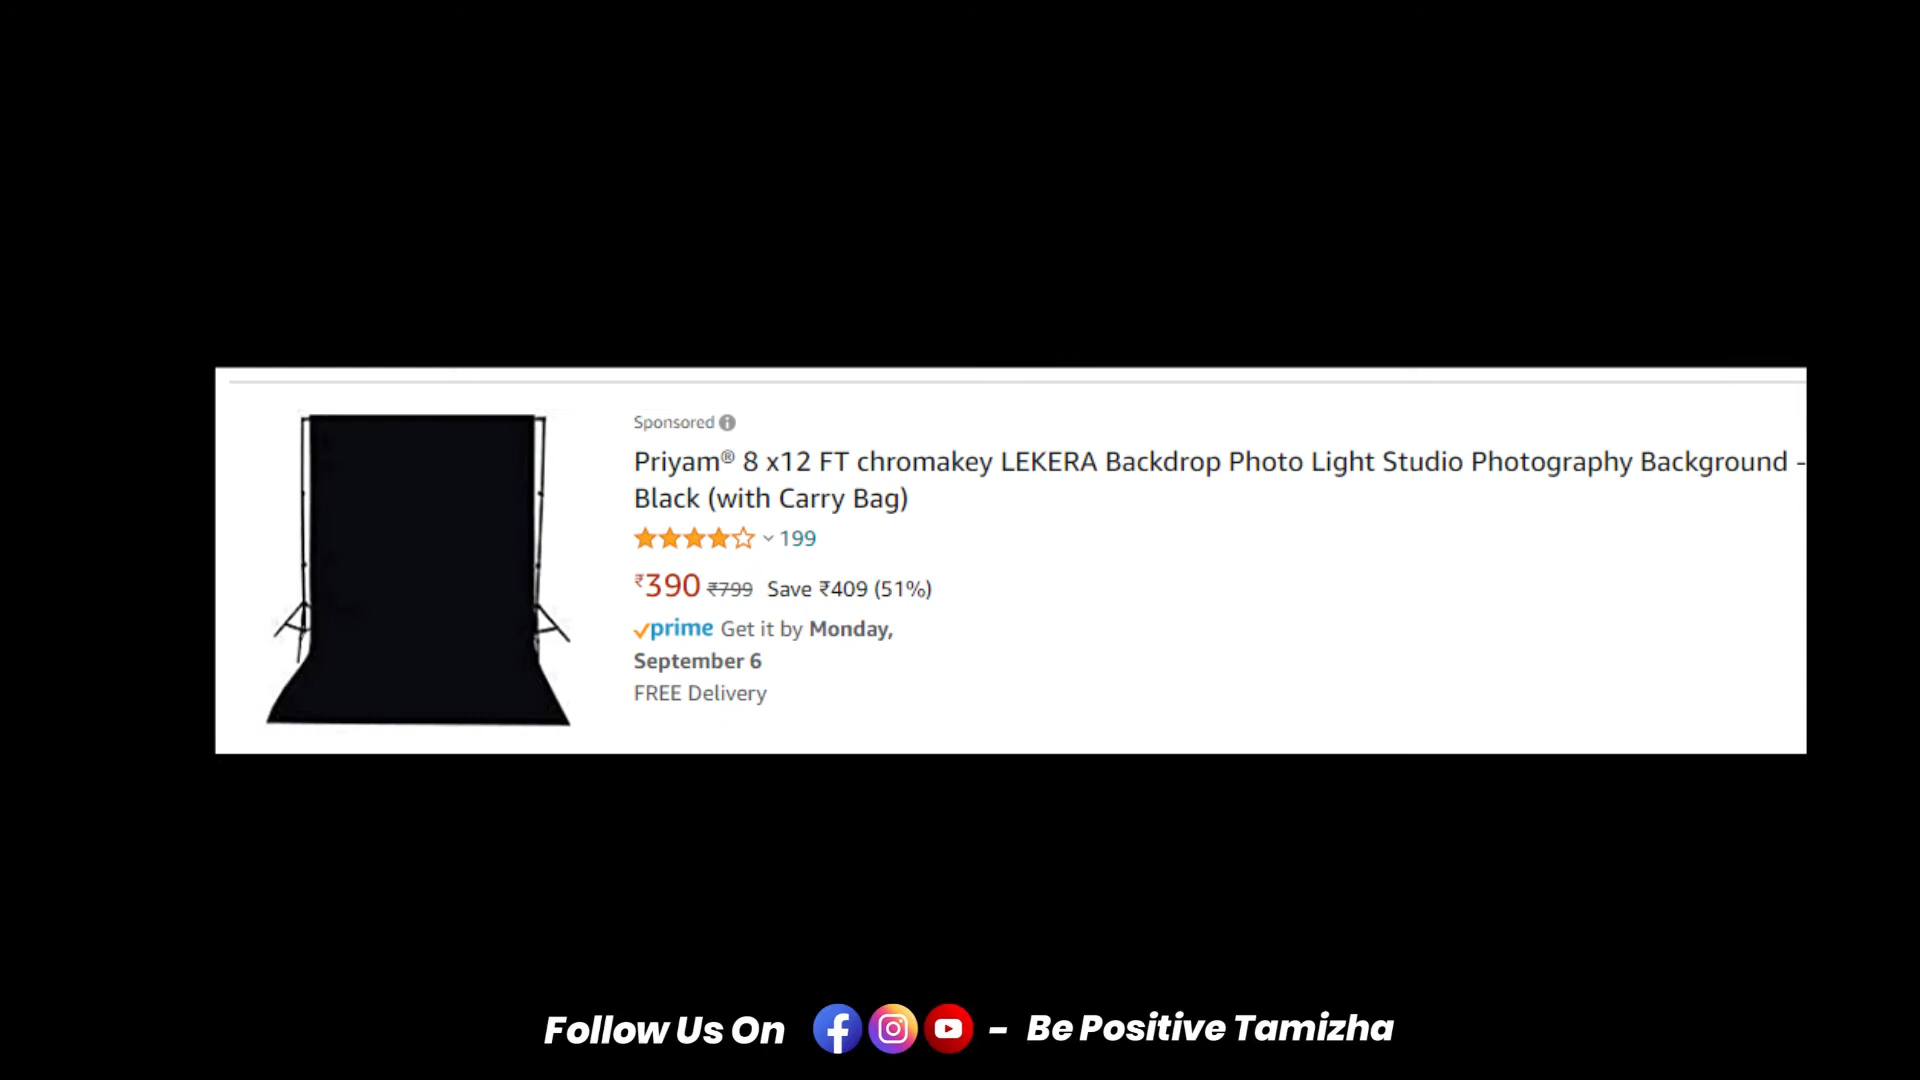 Sponsored
Priyam® 8 x12 FT chromakey LEKERA Backdrop Photo Light Studio Photography Background -
Black (with Carry Bag)
199
₹390 ₹799 Save ₹409 (51%)
prime Get it by Monday,
September 6
FREE Delivery
Follow Us On - Be Positive Tamizha